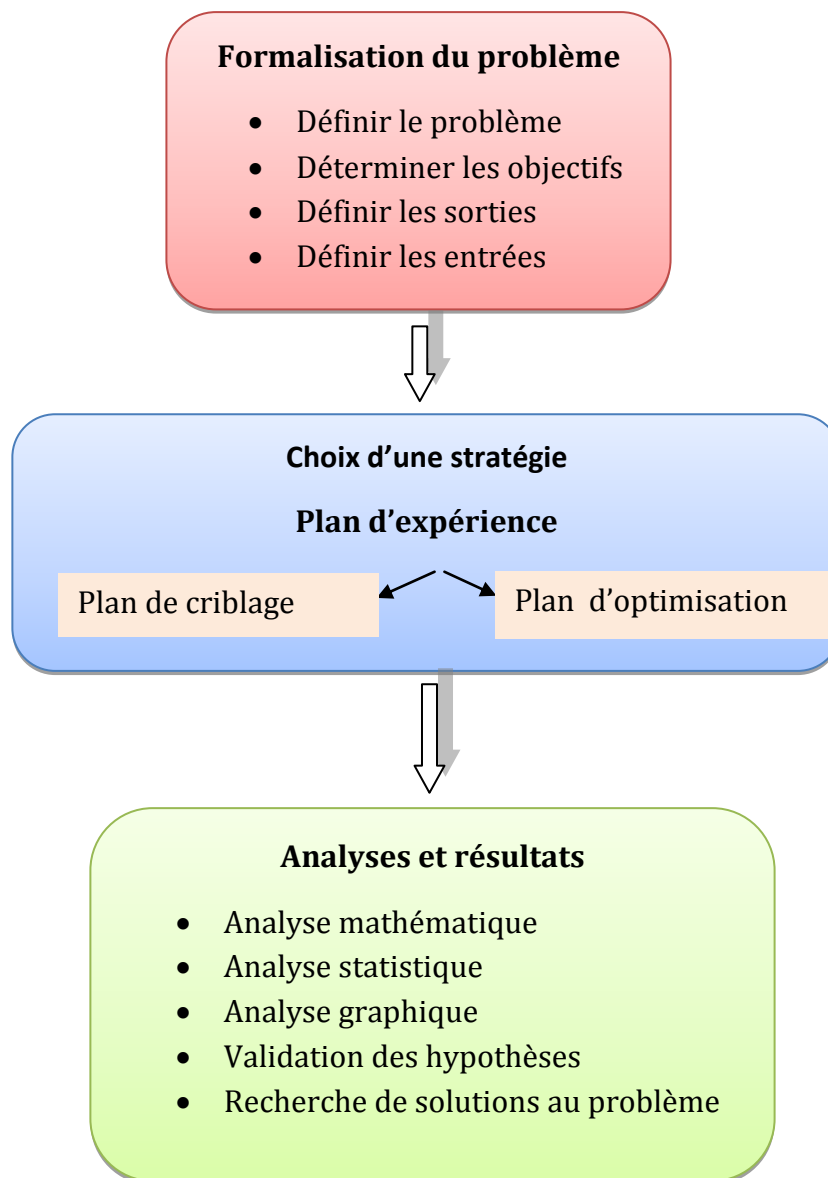 Formalisation du problème
• Définir le problème
• Déterminer les objectifs
• Définir les sorties
• Définir les entrées
Choix d’une stratégie
Plan d’expérience
Plan de criblage
Plan d’optimisation
Analyses et résultats
• Analyse mathématique
• Analyse statistique
• Analyse graphique
• Validation des hypothèses
• Recherche de solutions au problème